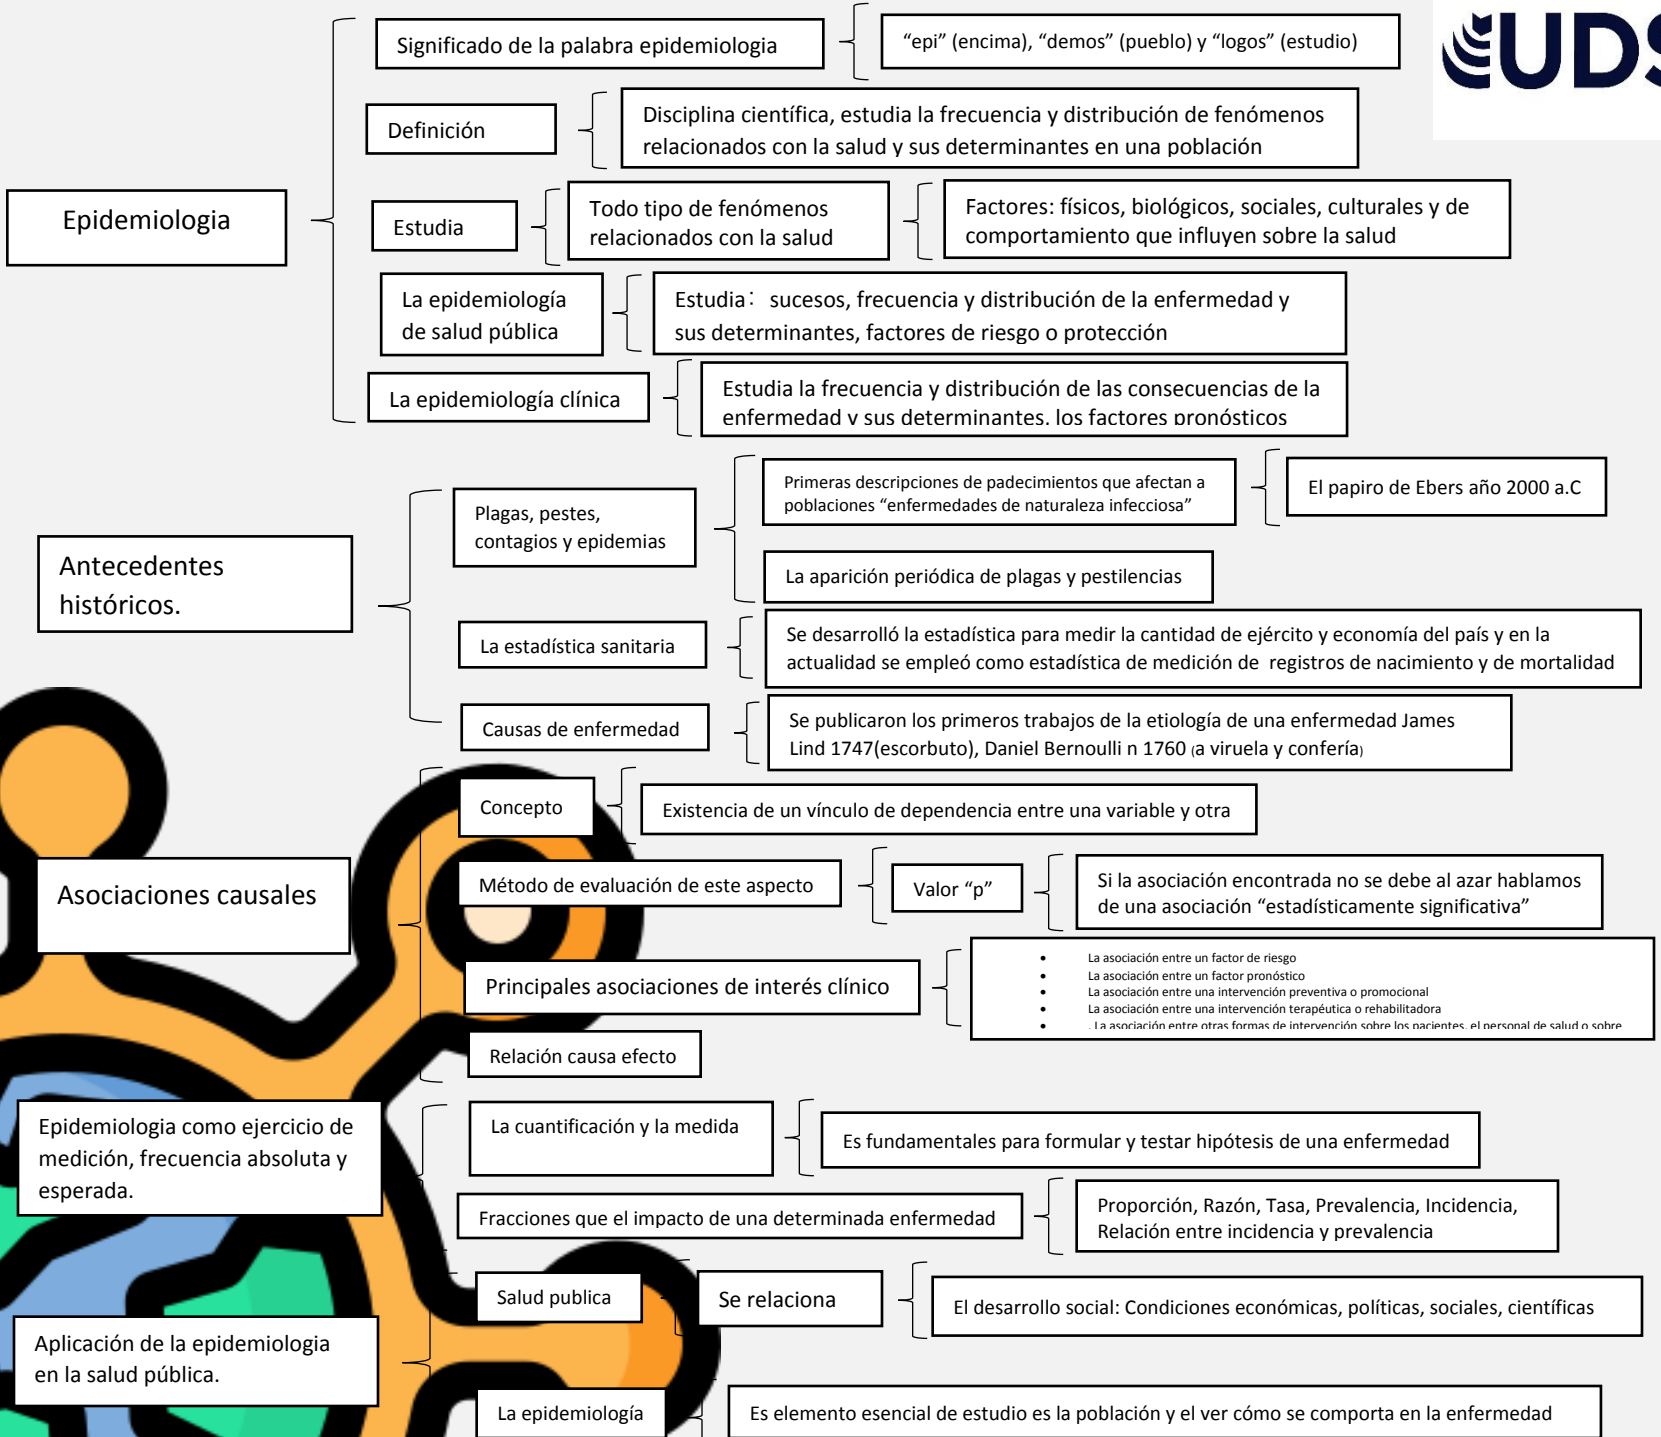 UDS
Significado de la palabra epidemiologia
“epi” (encima), “demos” (pueblo) y “logos” (estudio)
Definición
Disciplina científica, estudia la frecuencia y distribución de fenómenos
relacionados con la salud y sus determinantes en una población
Epidemiologia
Estudia
Todo tipo de fenómenos
relacionados con la salud
Factores: físicos, biológicos, sociales, culturales y de
comportamiento que influyen sobre la salud
La epidemiología
de salud pública
Estudia: sucesos, frecuencia y distribución de la enfermedad y
sus determinantes, factores de riesgo o protección
La epidemiología clínica
Estudia la frecuencia y distribución de las consecuencias de la
enfermedad y sus determinantes. los factores pronósticos
Antecedentes
históricos.
Plagas, pestes,
contagios y epidemias
Primeras descripciones de padecimientos que afectan a
poblaciones “enfermedades de naturaleza infecciosa”
El papiro de Ebers año 2000 a.C
La aparición periódica de plagas y pestilencias
La estadística sanitaria
Se desarrolló la estadística para medir la cantidad de ejército y economía del país y en la
actualidad se empleó como estadística de medición de registros de nacimiento y de mortalidad
Causas de enfermedad
Se publicaron los primeros trabajos de la etiología de una enfermedad James
Lind 1747(escorbuto), Daniel Bernoulli n 1760 (a viruela y confería)
Asociaciones causales
Concepto
Existencia de un vínculo de dependencia entre una variable y otra
Método de evaluación de este aspecto
Valor “p”
Si la asociación encontrada no se debe al azar hablamos
de una asociación “estadísticamente significativa”
Principales asociaciones de interés clínico
• La asociación entre un factor de riesgo
• La asociación entre un factor pronóstico
• La asociación entre una intervención preventiva o promocional
• La asociación entre una intervención terapéutica o rehabilitadora
• . La asociación entre otras formas de intervención sobre los pacientes, el personal de salud o sobre
Relación causa efecto
Epidemiologia como ejercicio de
medición, frecuencia absoluta y
esperada.
La cuantificación y la medida
Es fundamentales para formular y testar hipótesis de una enfermedad
Fracciones que el impacto de una determinada enfermedad
Proporción, Razón, Tasa, Prevalencia, Incidencia,
Relación entre incidencia y prevalencia
Aplicación de la epidemiologia
en la salud pública.
Salud publica
Se relaciona
El desarrollo social: Condiciones económicas, políticas, sociales, científicas
La epidemiología
Es elemento esencial de estudio es la población y el ver cómo se comporta en la enfermedad